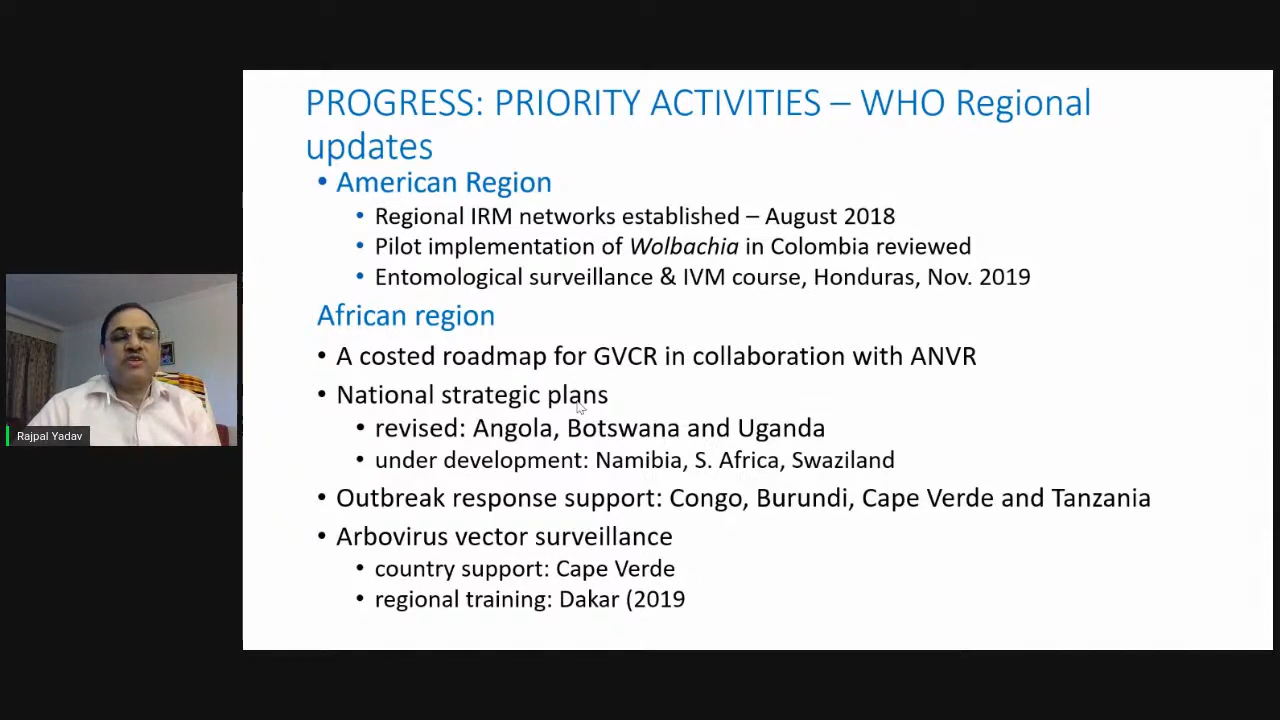 PROGRESS: PRIORITY ACTIVITIES – WHO Regional
updates
• American Region
• Regional IRM networks established – August 2018
• Pilot implementation of Wolbachia in Colombia reviewed
• Entomological surveillance & IVM course, Honduras, Nov. 2019
African region
• A costed roadmap for GVCR in collaboration with ANVR
• National strategic plans
• revised: Angola, Botswana and Uganda
• under development: Namibia, S. Africa, Swaziland
• Outbreak response support: Congo, Burundi, Cape Verde and Tanzania
• Arbovirus vector surveillance
• country support: Cape Verde
• regional training: Dakar (2019
Rajpal Yadav